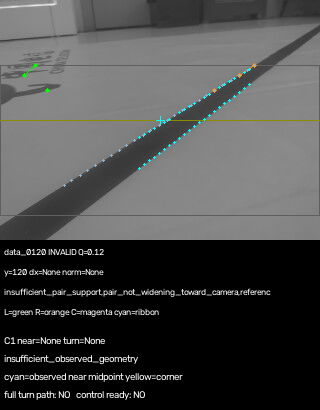 data_0120 INVALID Q=0.12
y=120 dx=None norm=None
insufficient_pair_support,pair_not_widening_toward_camera,referenc
L=green R=orange C=magenta cyan=ribbon
C1 near=None turn=None
insufficient_observed_geometry
cyan=observed near midpoint yellow=corner
full turn path: NO control ready: NO